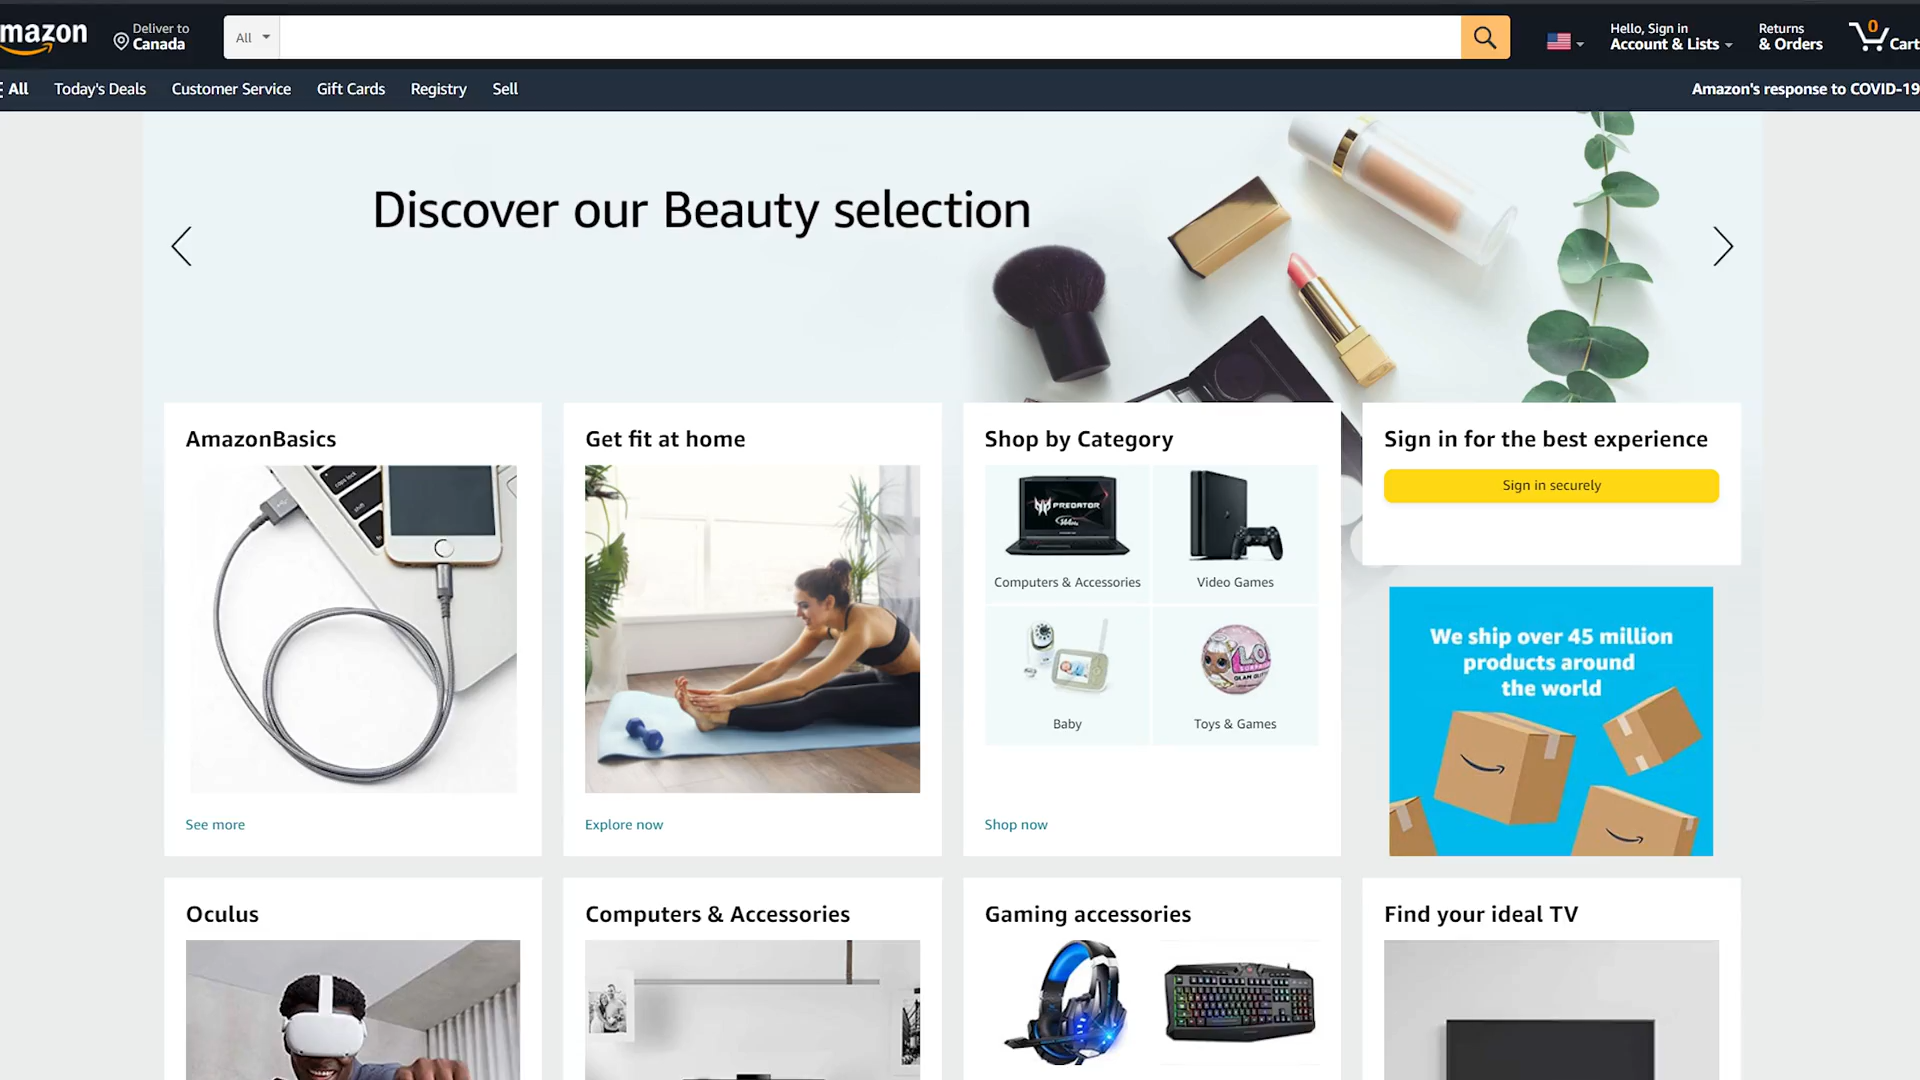 mazon
Deliver to
Canada
All
Hello, Sign in
Account & Lists
Returns
& Orders
0
Cart
All
Today's Deals
Customer Service
Gift Cards
Registry
Sell
Amazon's response to COVID-19
Discover our Beauty selection
AmazonBasics
caps lock
shift
See more
Get fit at home
Explore now
Shop by Category
PREDATOR
Computers & Accessories
Video Games
Baby
Toys & Games
Shop now
Sign in for the best experience
Sign in securely
We ship over 45 million
products around
the world
Oculus
Computers & Accessories
Gaming accessories
Find your ideal TV